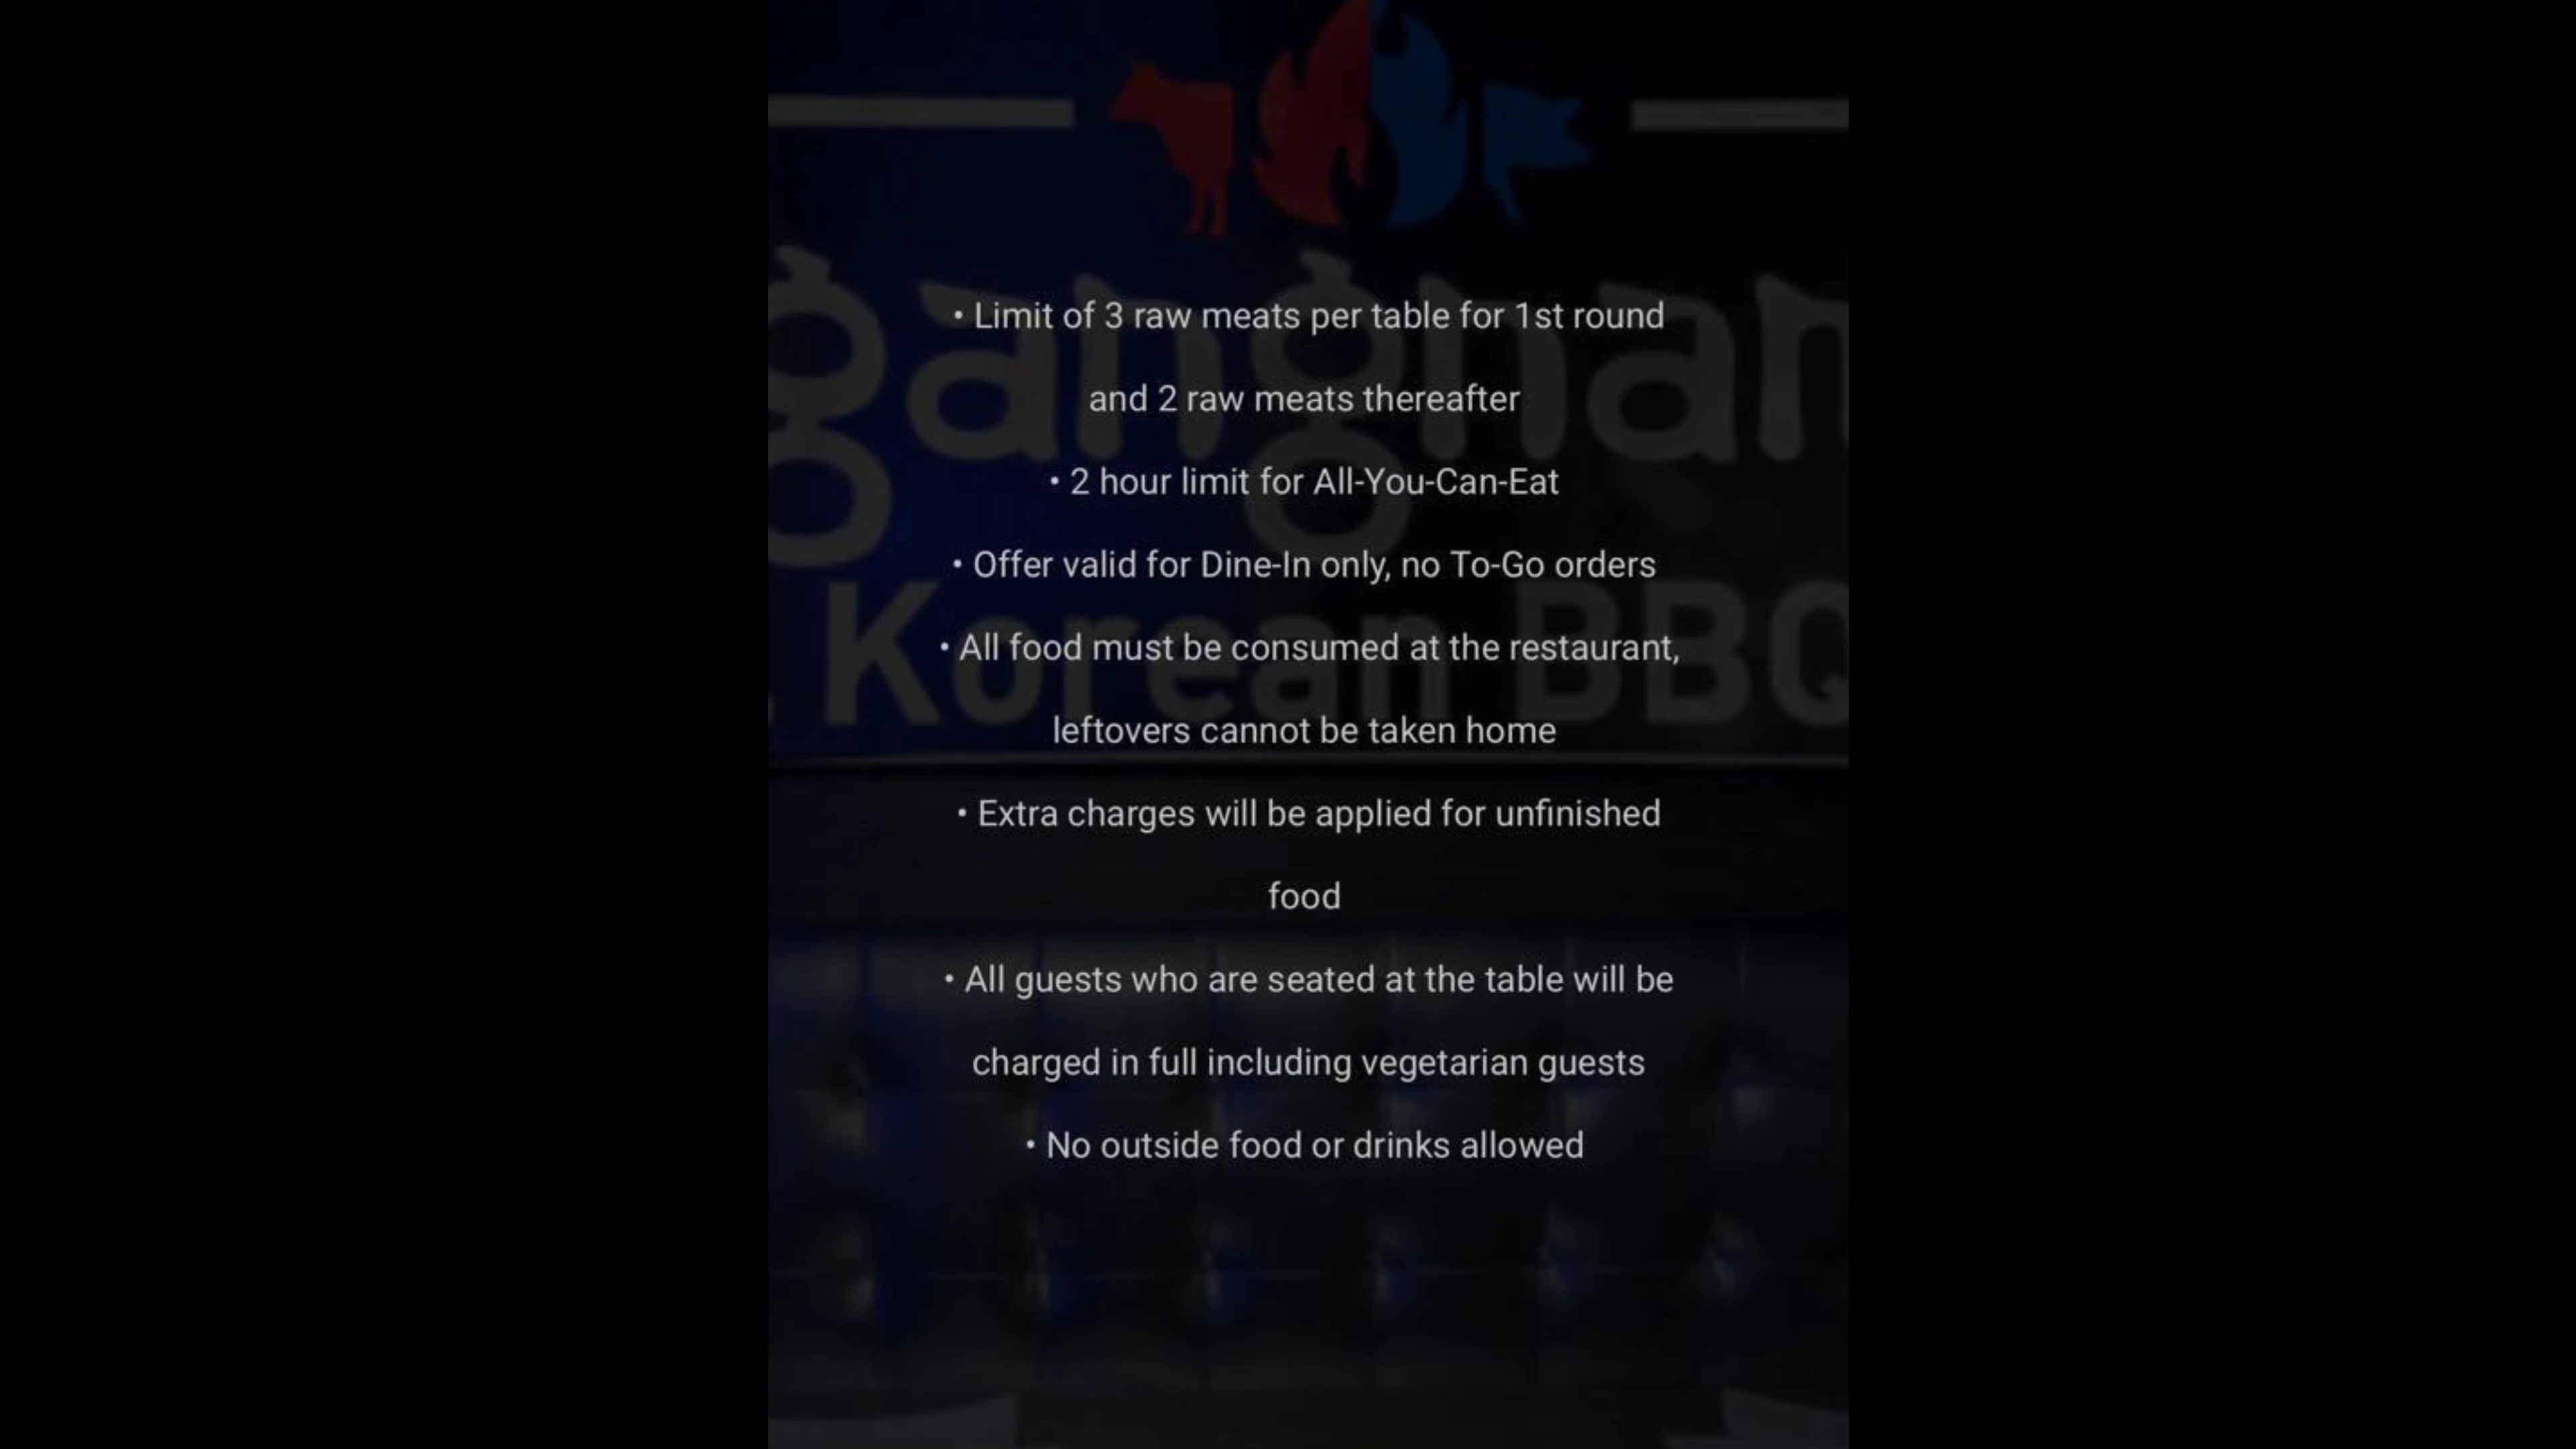 gangnam
Korean BBQ
• Limit of 3 raw meats per table for 1st round
and 2 raw meats thereafter
• 2 hour limit for All-You-Can-Eat
• Offer valid for Dine-In only, no To-Go orders
• All food must be consumed at the restaurant,
leftovers cannot be taken home
• Extra charges will be applied for unfinished
food
• All guests who are seated at the table will be
charged in full including vegetarian guests
• No outside food or drinks allowed